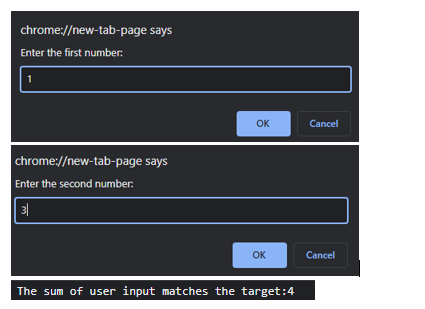 chrome://new-tab-page says
Enter the first number:
1
OK Cancel
chrome://new-tab-page says
Enter the second number:
3
OK Cancel
The sum of user input matches the target:4